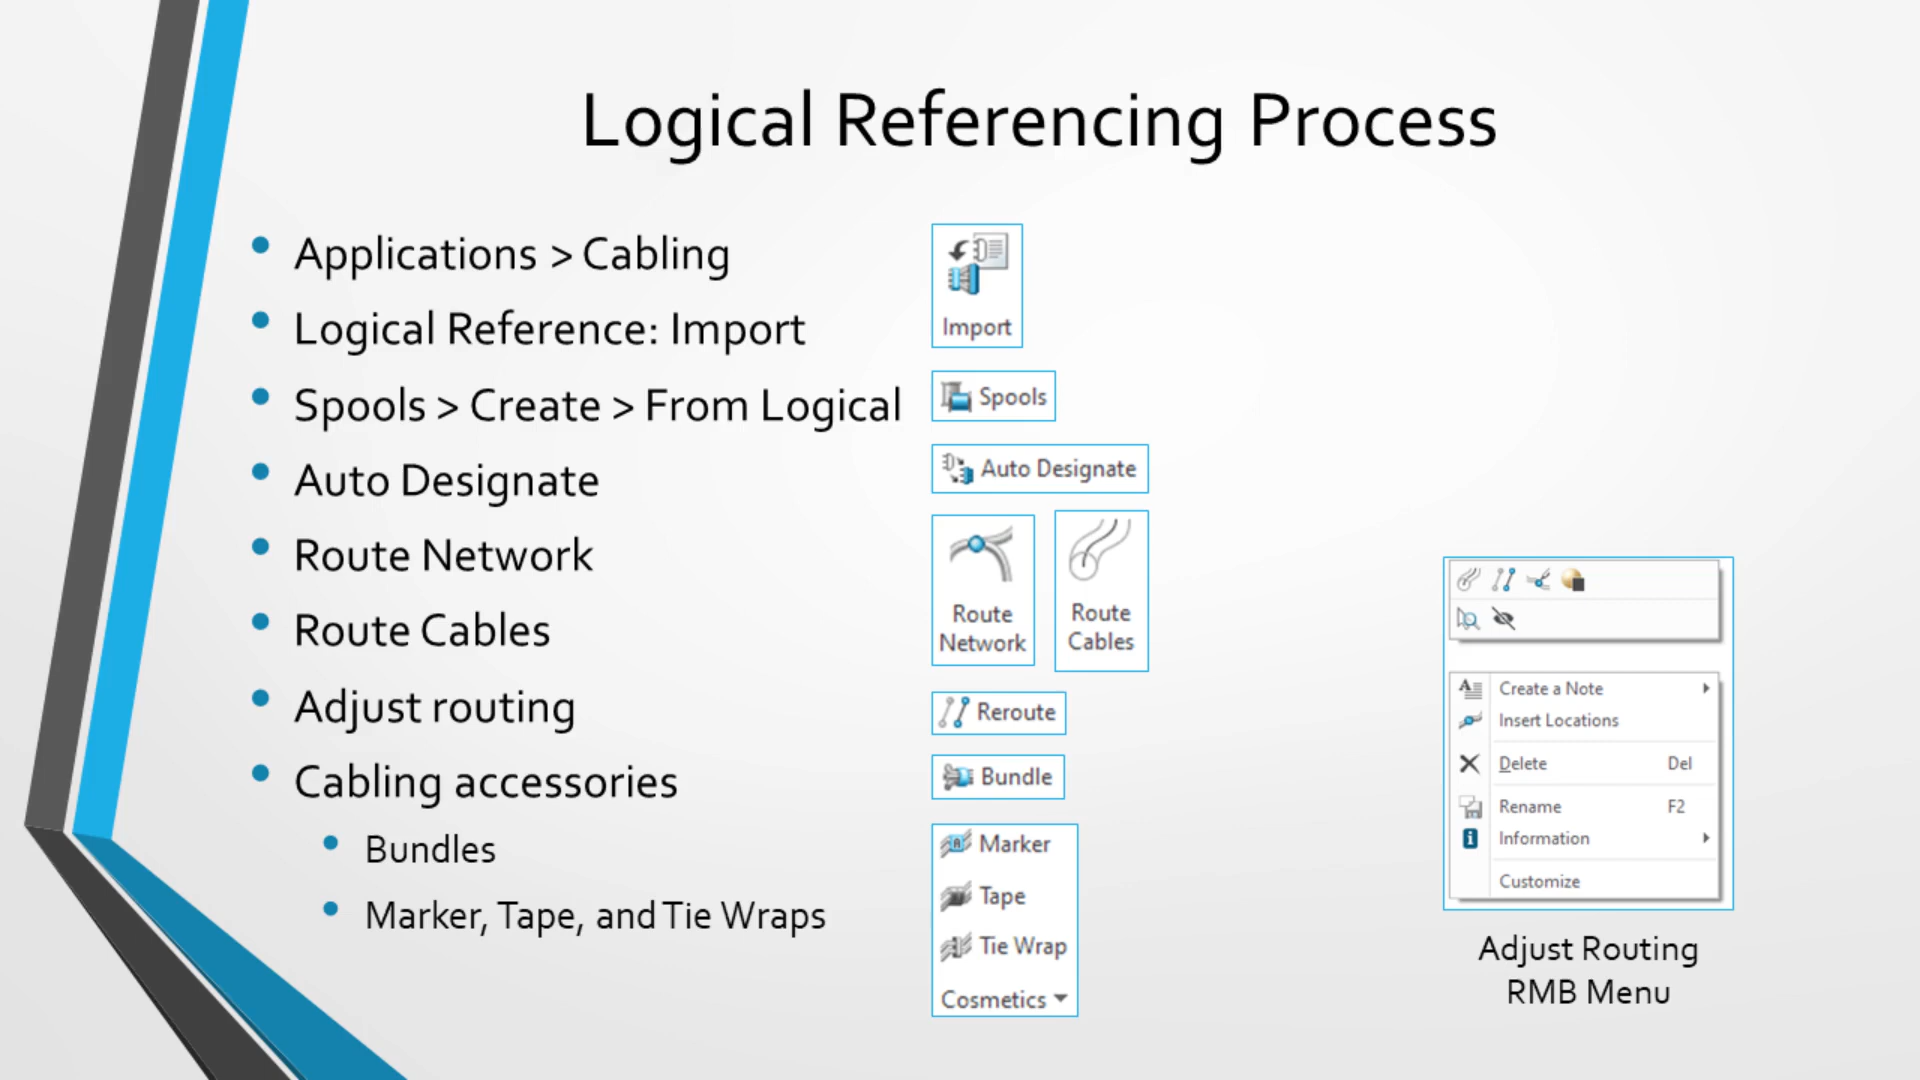 Logical Referencing Process
Applications > Cabling
Logical Reference: Import
Spools > Create > From Logical
Auto Designate
Route Network
Route Cables
Adjust routing
Cabling accessories
Bundles
Marker, Tape, and Tie Wraps
Import
Spools
Auto Designate
Route
Network
Route
Cables
Reroute
Bundle
Marker
Tape
Tie Wrap
Cosmetics
Create a Note
Insert Locations
Delete Del
Rename F2
Information
Customize
Adjust Routing
RMB Menu